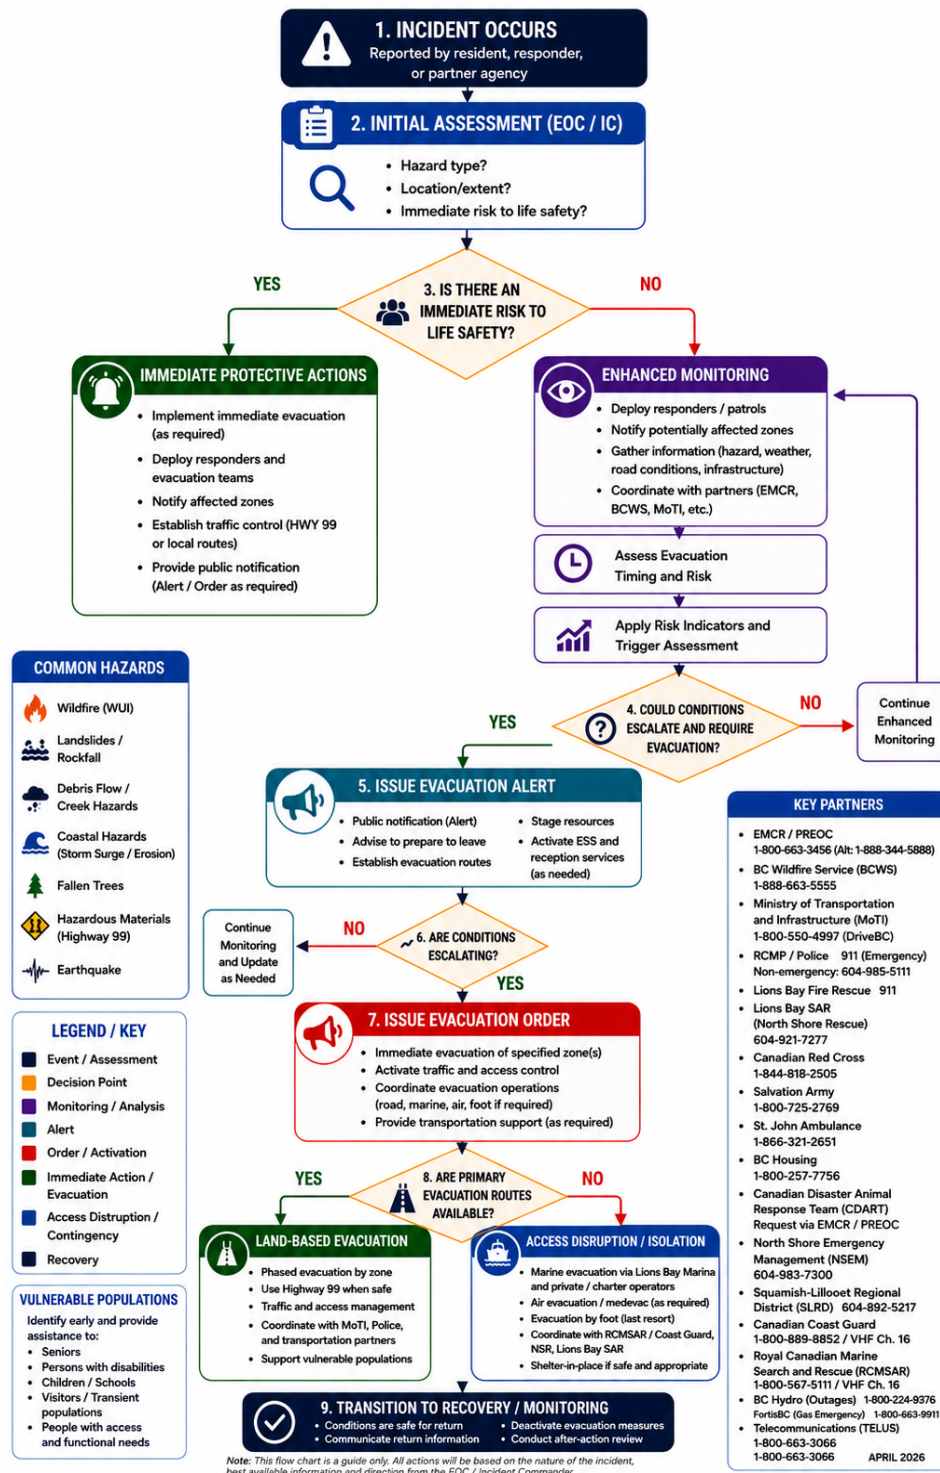 1. INCIDENT OCCURS
Reported by resident, responder,
or partner agency
2. INITIAL ASSESSMENT (EOC / IC)
• Hazard type?
• Location/extent?
• Immediate risk to life safety?
3. IS THERE AN
IMMEDIATE RISK TO
LIFE SAFETY?
YES
NO
IMMEDIATE PROTECTIVE ACTIONS
• Implement immediate evacuation
(as required)
• Deploy responders and
evacuation teams
• Notify affected zones
• Establish traffic control (HWY 99
or local routes)
• Provide public notification
(Alert / Order as required)
ENHANCED MONITORING
• Deploy responders / patrols
• Notify potentially affected zones
• Gather information (hazard, weather,
road conditions, infrastructure)
• Coordinate with partners (EMCR,
BCWS, MoTI, etc.)
Assess Evacuation
Timing and Risk
Apply Risk Indicators and
Trigger Assessment
4. COULD CONDITIONS
ESCALATE AND REQUIRE
EVACUATION?
YES
NO
Continue
Enhanced
Monitoring
5. ISSUE EVACUATION ALERT
• Public notification (Alert)
• Advise to prepare to leave
• Establish evacuation routes
• Stage resources
• Activate ESS and
reception services
(as needed)
6. ARE CONDITIONS
ESCALATING?
NO
YES
Continue
Monitoring
and Update
as Needed
7. ISSUE EVACUATION ORDER
• Immediate evacuation of specified zone(s)
• Activate traffic and access control
• Coordinate evacuation operations
(road, marine, air, foot if required)
• Provide transportation support (as required)
8. ARE PRIMARY
EVACUATION ROUTES
AVAILABLE?
YES
NO
LAND-BASED EVACUATION
• Phased evacuation by zone
• Use Highway 99 when safe
• Traffic and access management
• Coordinate with MoTI, Police,
and transportation partners
• Support vulnerable populations
ACCESS DISRUPTION / ISOLATION
• Marine evacuation via Lions Bay Marina
and private / charter operators
• Air evacuation / medevac (as required)
• Evacuation by foot (last resort)
• Coordinate with RCMSAR / Coast Guard,
NSR, Lions Bay SAR
• Shelter-in-place if safe and appropriate
9. TRANSITION TO RECOVERY / MONITORING
• Conditions are safe for return
• Communicate return information
• Deactivate evacuation measures
• Conduct after-action review
Note: This flow chart is a guide only. All actions will be based on the nature of the incident,
best available information and direction from the EOC / Incident Commander
COMMON HAZARDS
Wildfire (WUI)
Landslides /
Rockfall
Debris Flow /
Creek Hazards
Coastal Hazards
(Storm Surge / Erosion)
Fallen Trees
Hazardous Materials
(Highway 99)
Earthquake
LEGEND / KEY
Event / Assessment
Decision Point
Monitoring / Analysis
Alert
Order / Activation
Immediate Action /
Evacuation
Access Distruption /
Contingency
Recovery
VULNERABLE POPULATIONS
Identify early and provide
assistance to:
• Seniors
• Persons with disabilities
• Children / Schools
• Visitors / Transient
populations
• People with access
and functional needs
KEY PARTNERS
• EMCR / PREOC
1-800-663-3456 (Alt: 1-888-344-5888)
• BC Wildfire Service (BCWS)
1-888-663-5555
• Ministry of Transportation
and Infrastructure (MoTI)
1-800-550-4997 (DriveBC)
• RCMP / Police 911 (Emergency)
Non-emergency: 604-985-5111
• Lions Bay Fire Rescue 911
• Lions Bay SAR
(North Shore Rescue)
604-921-7277
• Canadian Red Cross
1-844-818-2505
• Salvation Army
1-800-725-2769
• St. John Ambulance
1-866-321-2651
• BC Housing
1-800-257-7756
• Canadian Disaster Animal
Response Team (CDART)
Request via EMCR / PREOC
• North Shore Emergency
Management (NSEM)
604-983-7300
• Squamish-Lillooet Regional
District (SLRD) 604-892-5217
• Canadian Coast Guard
1-800-889-8852 / VHF Ch. 16
• Royal Canadian Marine
Search and Rescue (RCMSAR)
1-800-567-5111 / VHF Ch. 16
• BC Hydro (Outages) 1-800-224-9376
FortisBC (Gas Emergency) 1-800-663-9911
• Telecommunications (TELUS)
1-800-663-3066
1-800-663-3066
APRIL 2026